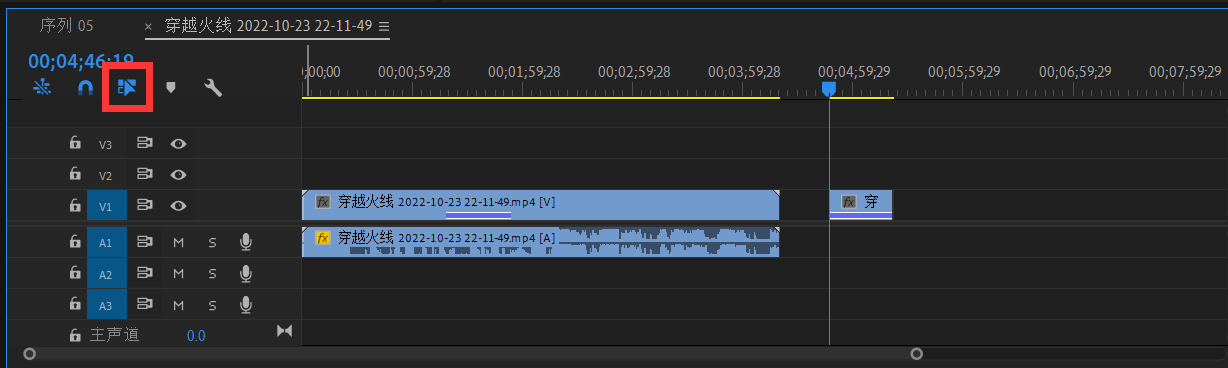 序列 05 × 穿越火线 2022-10-23 22-11-49 ☰
00;04;46;19
;00;00 00;00;59;28 00;01;59;28 00;02;59;28 00;03;59;28 00;04;59;29 00;05;59;29 00;06;59;29 00;07;59;29
V3
V2
V1 fx 穿越火线 2022-10-23 22-11-49.mp4 [V] fx 穿
A1 M S fx 穿越火线 2022-10-23 22-11-49.mp4 [A]
A2 M S
A3 M S
主声道 0.0